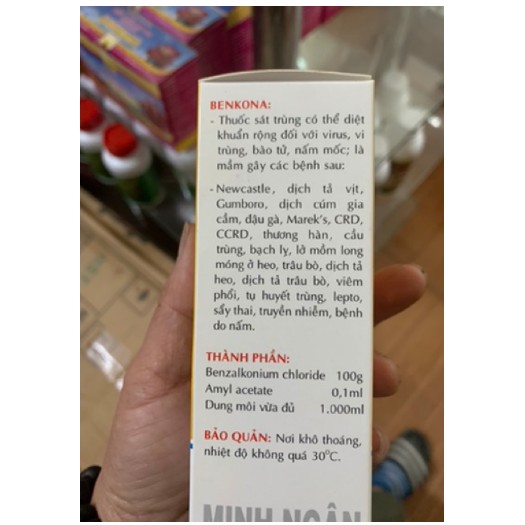 BENKONA:
- Thuốc sát trùng có thể diệt
khuẩn rộng đối với virus, vi
trùng, bào tử, nấm mốc; là
mầm gây các bệnh sau:
- Newcastle, dịch tả vịt,
Gumboro, dịch cúm gia
cầm, đậu gà, Marek's, CRD,
CCRD, thương hàn, cầu
trùng, bạch lỵ, lở mồm long
móng ở heo, trâu bò, dịch tả
heo, dịch tả trâu bò, viêm
phổi, tụ huyết trùng, lepto,
sẩy thai, truyền nhiễm, bệnh
do nấm.
THÀNH PHẦN:
Benzalkonium chloride 100g
Amyl acetate 0,1ml
Dung môi vừa đủ 1.000ml
BẢO QUẢN: Nơi khô thoáng,
nhiệt độ không quá 30°C.
MINH NGÂN